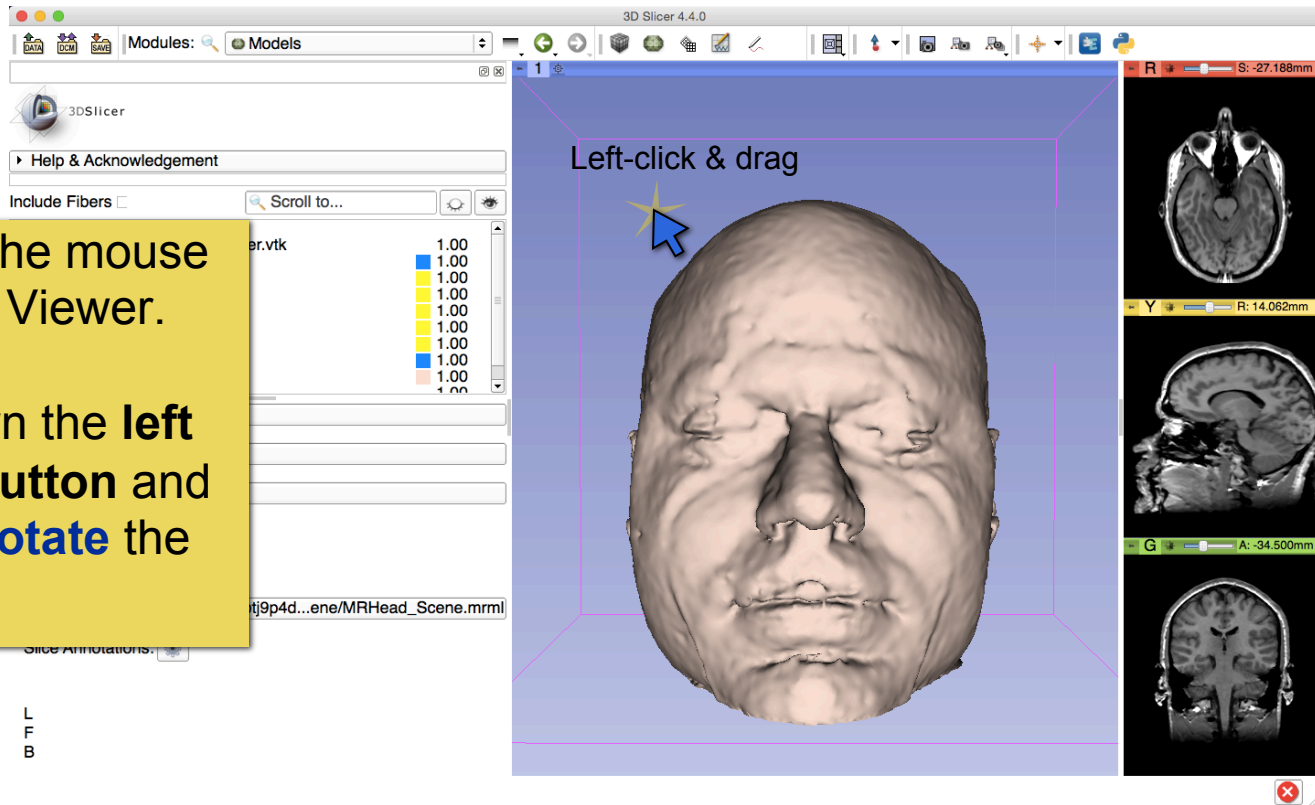 3D Slicer 4.4.0
DATA DCM SAVE Modules: Models
1
3DSlicer
Help & Acknowledgement
Include Fibers Scroll to...
er.vtk 1.00
1.00
1.00
1.00
1.00
1.00
1.00
1.00
1.00
he mouse
Viewer.
n the left
utton and
otate the
tj9p4d...ene/MRHead_Scene.mrml
Slice Annotations:
L
F
B
Left-click & drag
R S: -27.188mm
Y R: 14.062mm
G A: -34.500mm